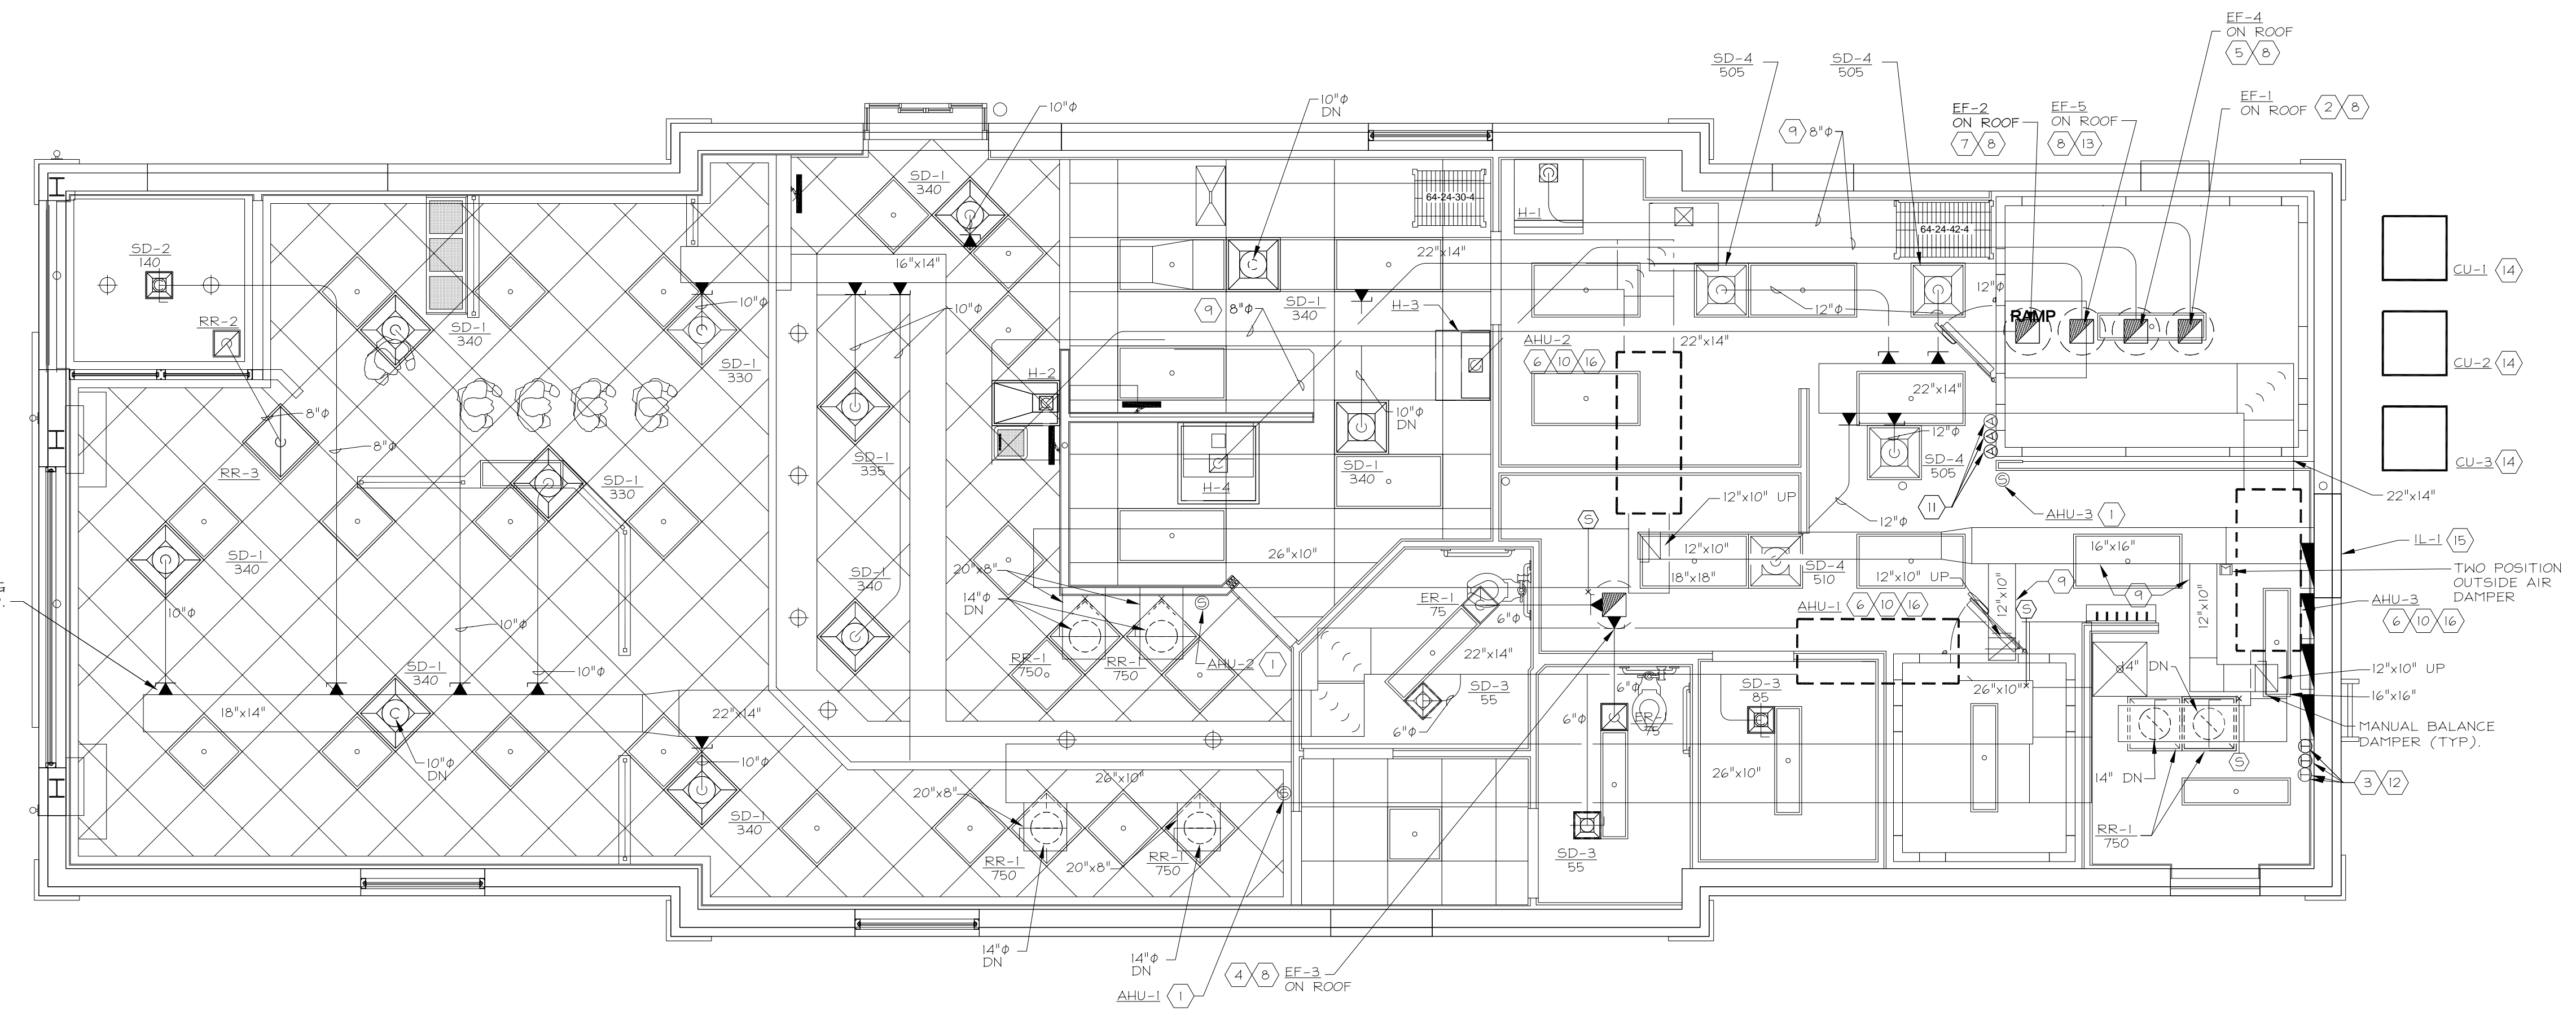 EF-4
ON ROOF
5 8
SD-4
505
SD-4
505
EF-2
ON ROOF
7 8
EF-5
ON ROOF
8 13
EF-1
ON ROOF
2 8
10"φ
10"φ
DN
9 8"φ
SD-1
340
64-24-30-4
H-1
64-24-42-4
SD-2
140
16"x14"
22"x14"
CU-1 14
12"φ
12"φ
10"φ
10"φ
9 8"φ
SD-1
340
H-3
RAMP
RR-2
SD-1
340
AHU-2
6 10 16
22"x14"
CU-2 14
SD-1
330
H-2
22"x14"
8"φ
10"φ
DN
8"φ
12"φ
11
CU-3 14
RR-3
SD-1
335
SD-1
340
SD-4
505
H-4
SD-1
330
S
12"x10" UP
12"φ
S
AHU-3 1
22"x14"
S
IL-1 15
SD-1
340
26"x10"
12"x10"
16"x16"
20"x8"
SD-4
510
18"x18"
12"x10" UP
9
9
TWO POSITION
OUTSIDE AIR
DAMPER
SD-1
340
14"φ
DN
S
ER-1
75
12"x10"
12"x10"
AHU-1 6 10 16
S
AHU-3
6 10 16
10"φ
10"φ
6"φ
SD-1
340
10"φ
RR-1
750
RR-1
750
AHU-2 1
22"x14"
6"φ
SD-3
55
SD-3
85
14" DN
12"x10" UP
26"x10"
16"x16"
18"x14"
22"x14"
6"φ
6"φ
ER-1
75
MANUAL BALANCE
DAMPER (TYP).
10"φ
DN
10"φ
26"x10"
S
26"x10"
14" DN
S
3 12
20"x8"
SD-1
340
RR-1
750
20"x8"
RR-1
750
SD-3
55
RR-1
750
14"φ
DN
14"φ
DN
4 8 EF-3
ON ROOF
AHU-1 1